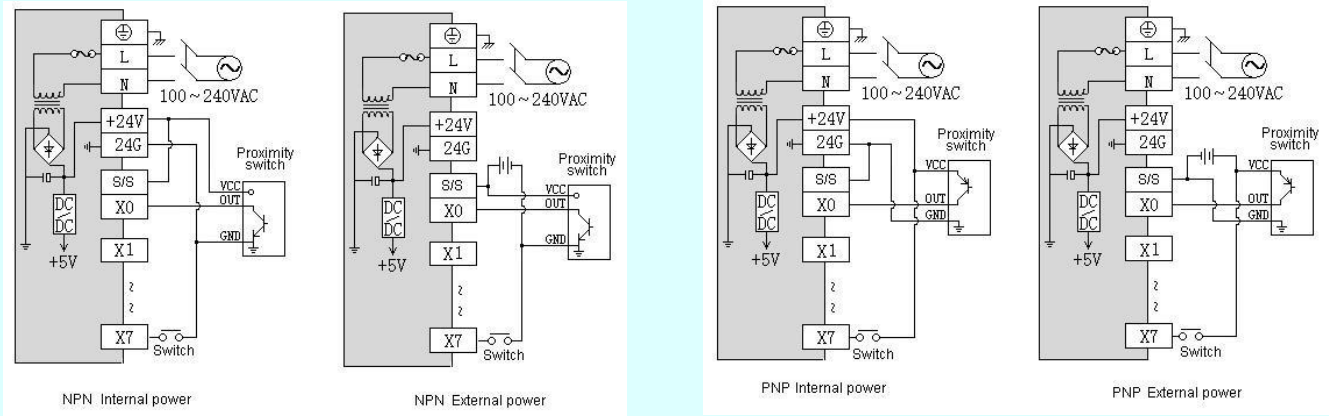 L
N
100～240VAC
+24V
24G
Proximity
switch
S/S
VCC
OUT
X0
DC
DC
GND
X1
+5V
~
~
X7
Switch
NPN Internal power
L
N
100～240VAC
+24V
24G
Proximity
switch
S/S
VCC
OUT
X0
DC
DC
GND
X1
+5V
~
~
X7
Switch
NPN External power
L
N
100～240VAC
+24V
24G
Proximity
switch
VCC
S/S
OUT
X0
DC
DC
GND
X1
+5V
~
~
X7
Switch
PNP Internal power
L
N
100～240VAC
+24V
24G
Proximity
switch
VCC
S/S
OUT
X0
DC
DC
GND
X1
+5V
~
~
X7
Switch
PNP External power